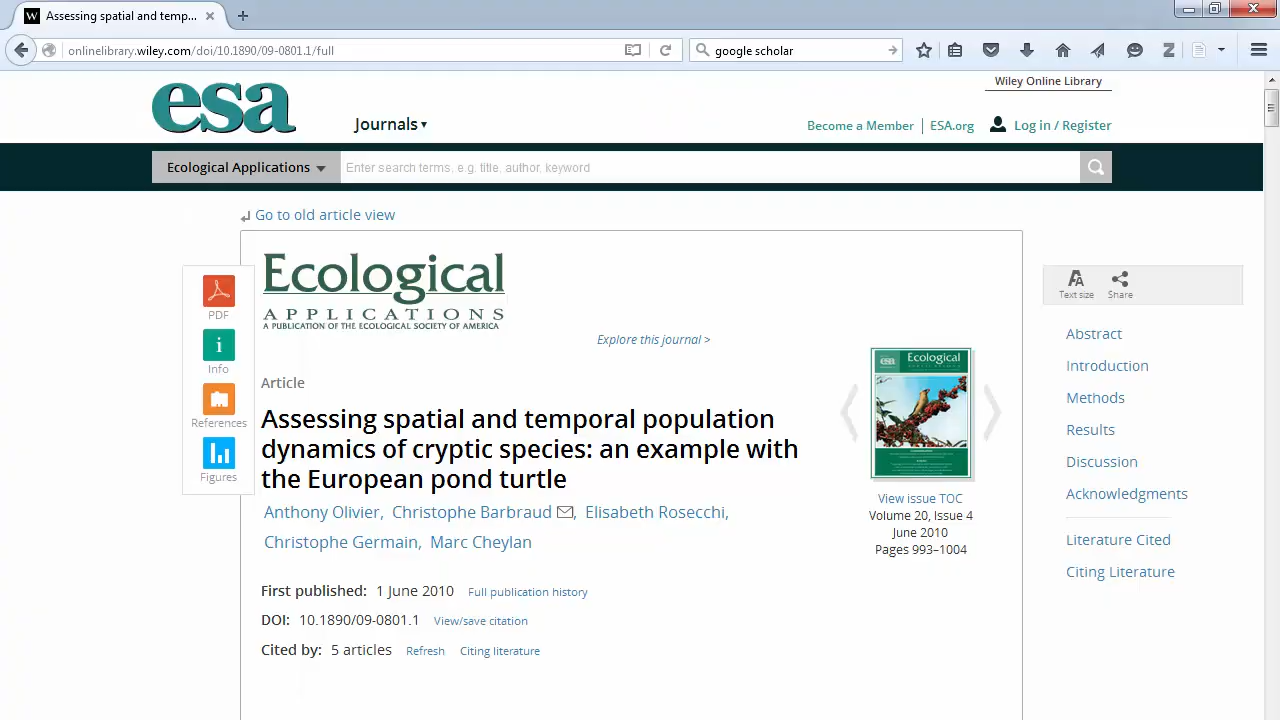 Assessing spatial and temp...
onlinelibrary.wiley.com/doi/10.1890/09-0801.1/full
google scholar
Wiley Online Library
esa
Journals
Become a Member
ESA.org
Log in / Register
Ecological Applications
Enter search terms, e.g. title, author, keyword
Go to old article view
Ecological
APPLICATIONS
A PUBLICATION OF THE ECOLOGICAL SOCIETY OF AMERICA
PDF
Info
References
Figures
Explore this journal >
Article
Assessing spatial and temporal population
dynamics of cryptic species: an example with
the European pond turtle
Anthony Olivier, Christophe Barbraud , Elisabeth Rosecchi,
Christophe Germain, Marc Cheylan
First published: 1 June 2010 Full publication history
DOI: 10.1890/09-0801.1 View/save citation
Cited by: 5 articles Refresh Citing literature
esa
Ecological
View issue TOC
Volume 20, Issue 4
June 2010
Pages 993–1004
Text size
Share
Abstract
Introduction
Methods
Results
Discussion
Acknowledgments
Literature Cited
Citing Literature